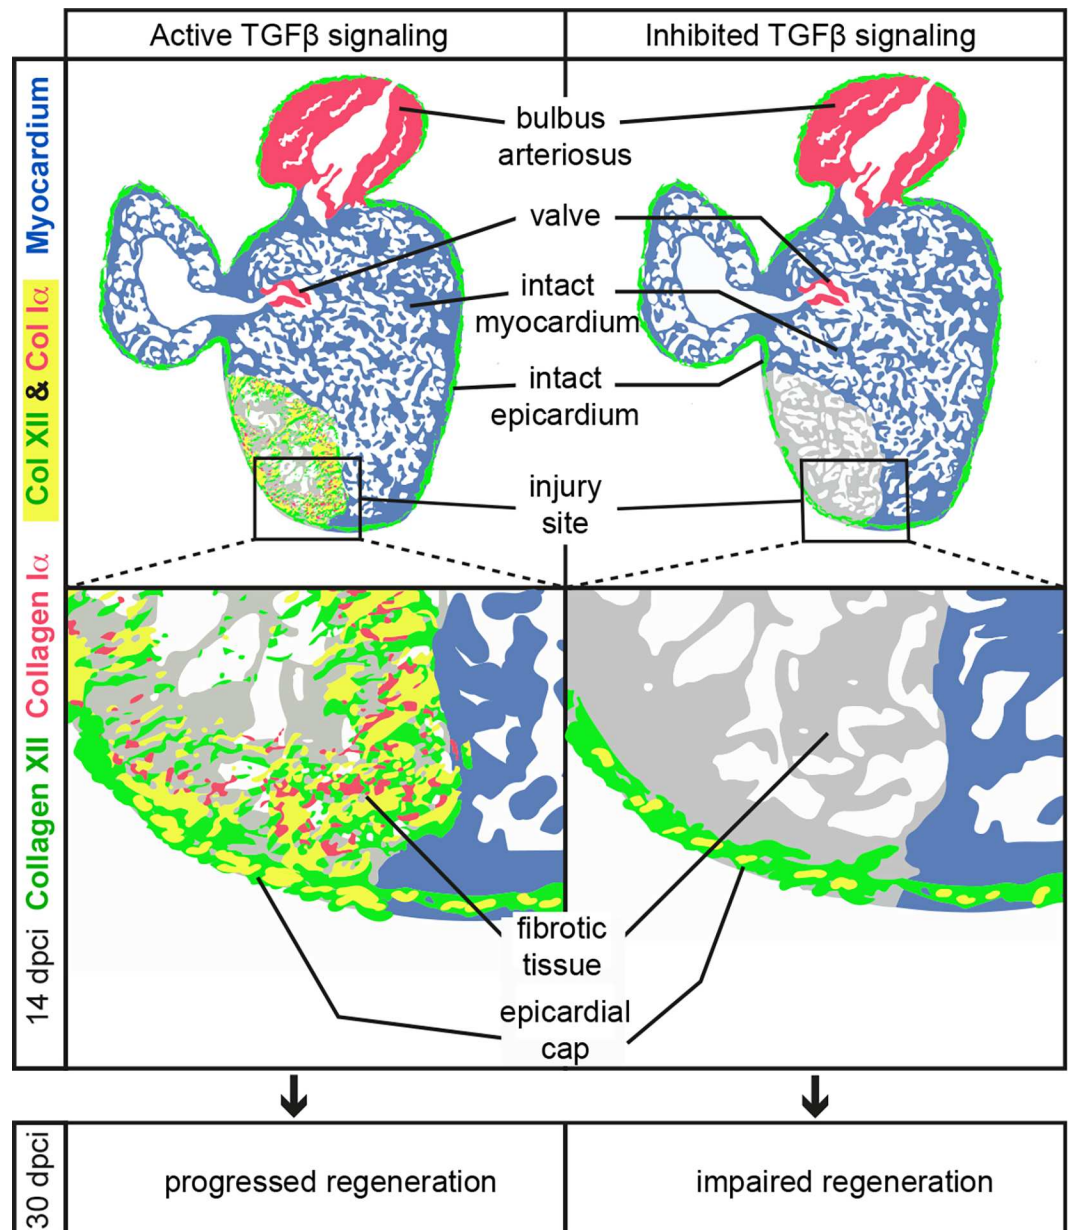 Active TGFβ signaling
Inhibited TGFβ signaling
Myocardium
Col XII & Col Iα
Collagen Iα
Collagen XII
14 dpci
bulbus
arteriosus
valve
intact
myocardium
intact
epicardium
injury
site
fibrotic
tissue
epicardial
cap
30 dpci
progressed regeneration
impaired regeneration